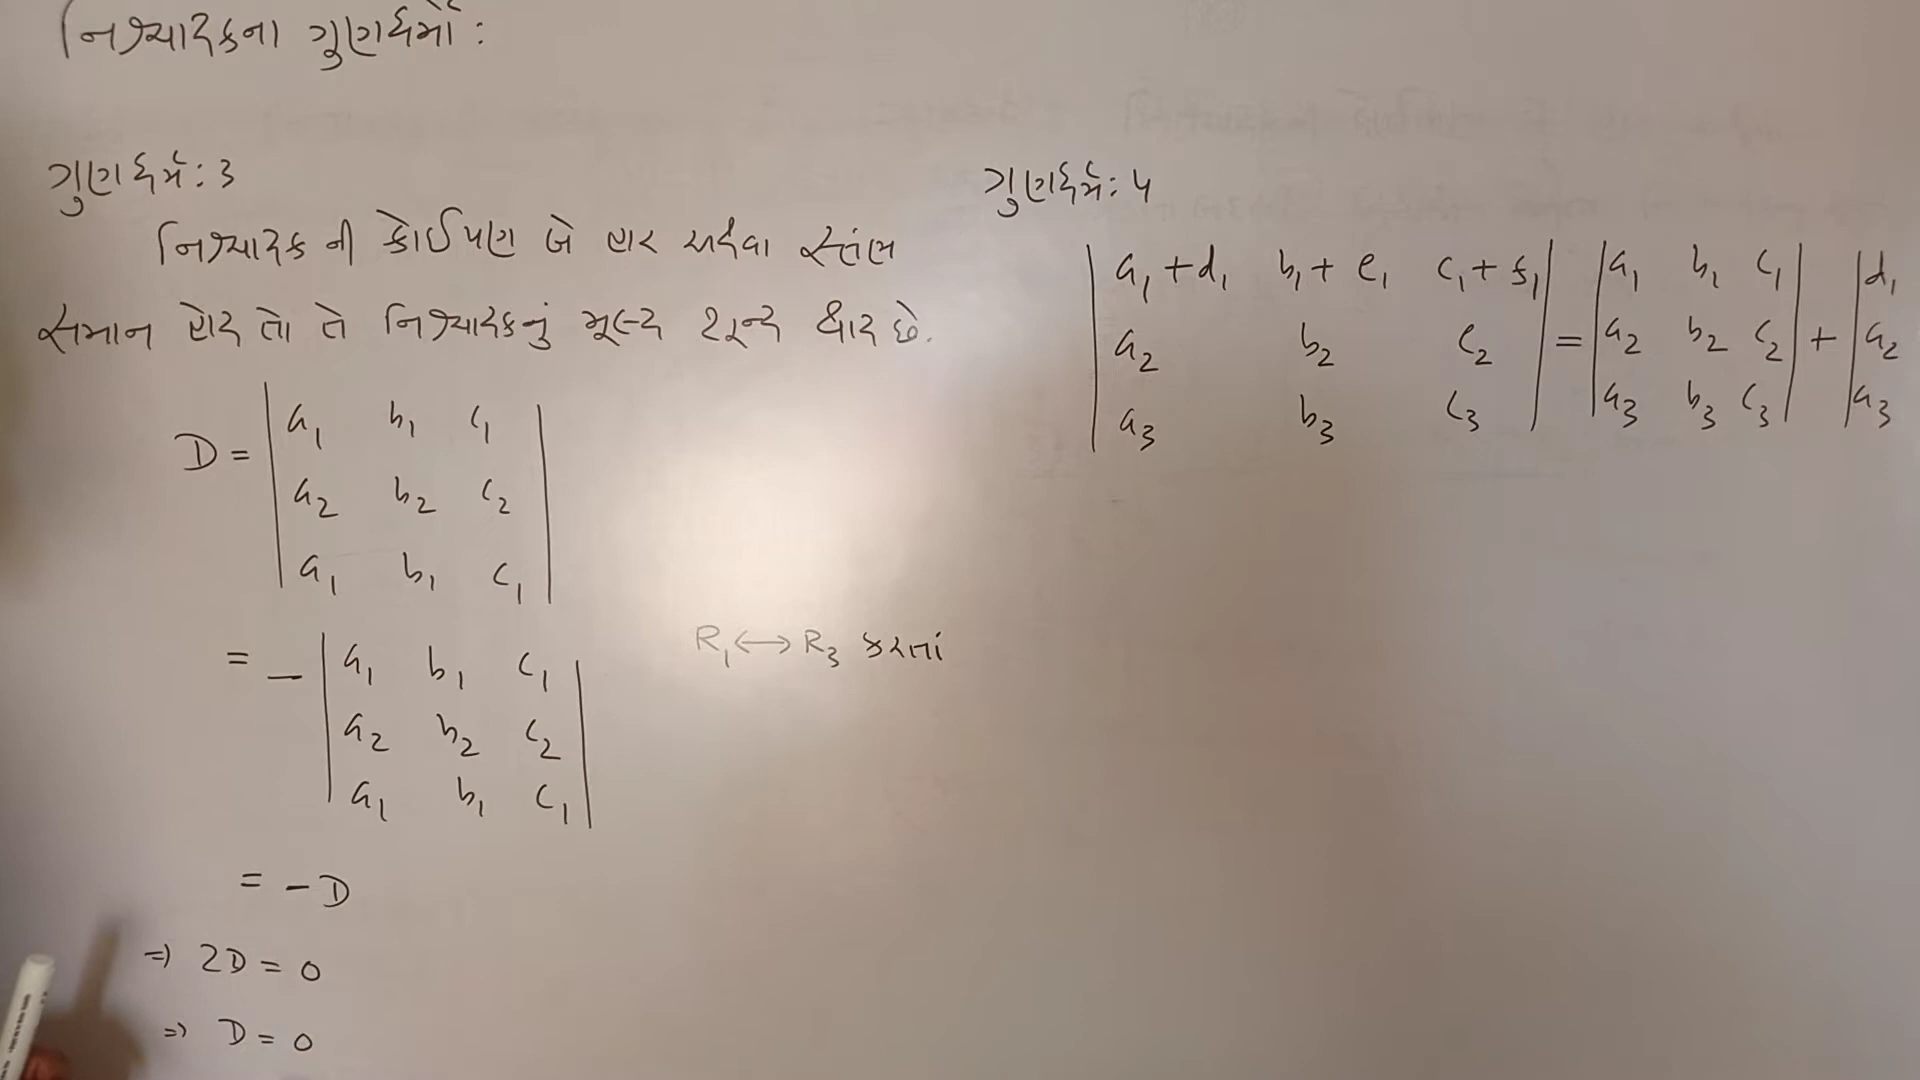 નિશ્ચાયકના ગુણધર્મો :
ગુણધર્મ : 3
નિશ્ચાયક ની કોઈપણ બે હાર અથવા સ્તંભ
સમાન હોય તો તે નિશ્ચાયકનું મૂલ્ય શૂન્ય થાય છે.
D = | a₁ b₁ c₁ |
| a₂ b₂ c₂ |
| a₁ b₁ c₁ |
= - | a₁ b₁ c₁ | R₁ ↔ R₃ કરતાં
| a₂ b₂ c₂ |
| a₁ b₁ c₁ |
= - D
⇒ 2D = 0
⇒ D = 0
ગુણધર્મ : ૫
| a₁ + d₁ b₁ + e₁ c₁ + f₁ | | a₁ b₁ c₁ | | d₁
| a₂ b₂ c₂ | = | a₂ b₂ c₂ | + | a₂
| a₃ b₃ c₃ | | a₃ b₃ c₃ | | a₃